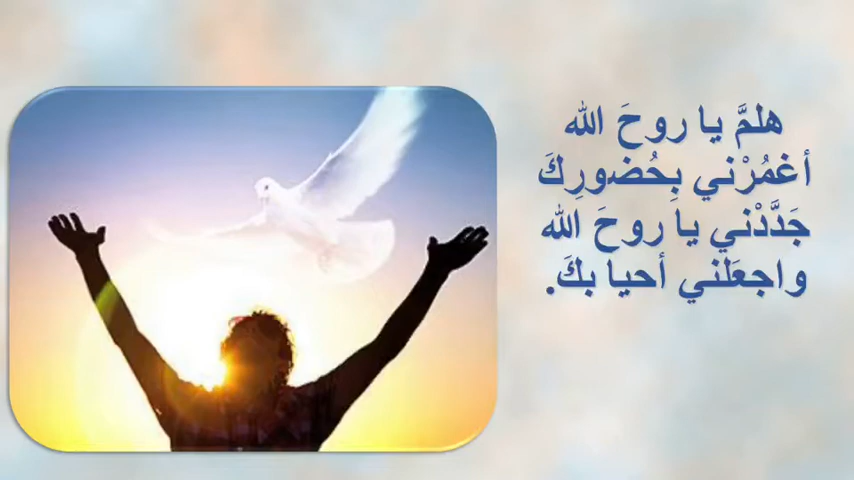 هلمَّ يا روحَ الله
أغمُرْني بِحُضورِكَ
جَدَّدْني يا روحَ الله
واجعَلني أحيا بكَ.